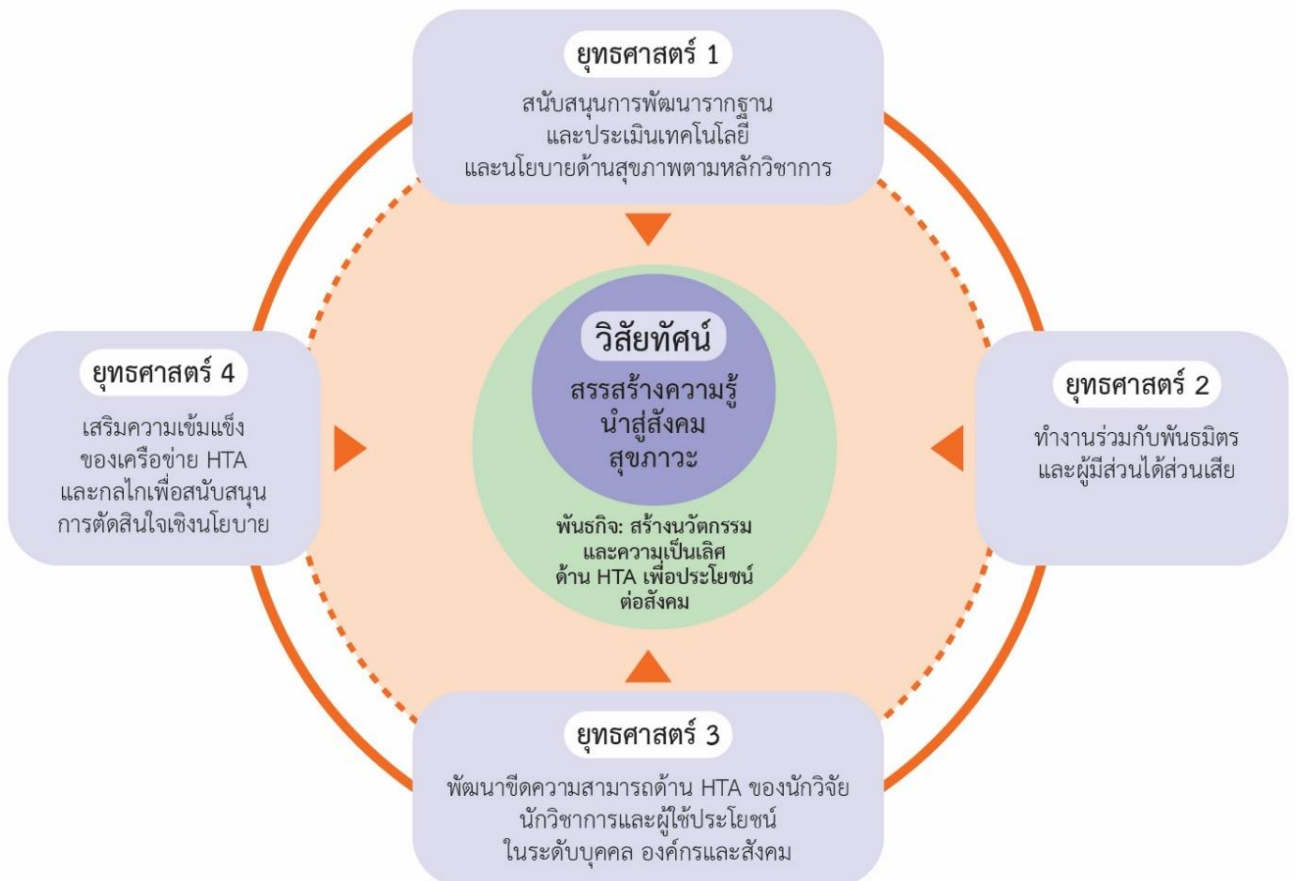 ยุทธศาสตร์ 1
สนับสนุนการพัฒนารากฐาน
และประเมินเทคโนโลยี
และนโยบายด้านสุขภาพตามหลักวิชาการ
ยุทธศาสตร์ 2
ทำงานร่วมกับพันธมิตร
และผู้มีส่วนได้ส่วนเสีย
ยุทธศาสตร์ 3
พัฒนาขีดความสามารถด้าน HTA ของนักวิจัย
นักวิชาการและผู้ใช้ประโยชน์
ในระดับบุคคล องค์กรและสังคม
ยุทธศาสตร์ 4
เสริมความเข้มแข็ง
ของเครือข่าย HTA
และกลไกเพื่อสนับสนุน
การตัดสินใจเชิงนโยบาย
วิสัยทัศน์
สรรสร้างความรู้
นำสู่สังคม
สุขภาวะ
พันธกิจ: สร้างนวัตกรรม
และความเป็นเลิศ
ด้าน HTA เพื่อประโยชน์
ต่อสังคม